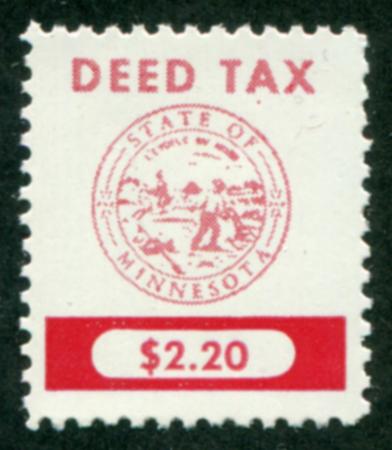 DEED TAX
STATE OF
MINNESOTA
$2.20